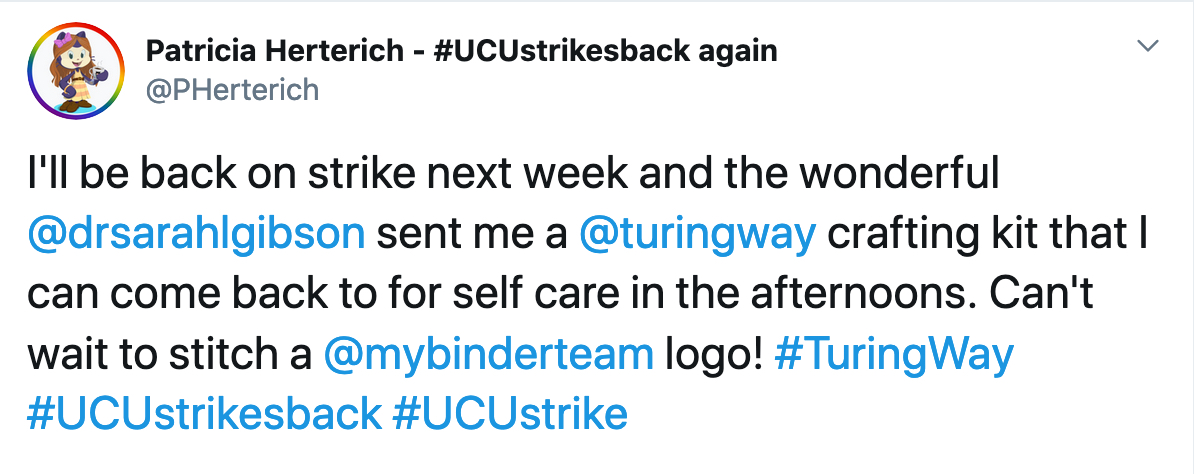 Patricia Herterich - #UCUstrikesback again
@PHerterich
I'll be back on strike next week and the wonderful
@drsarahlgibson sent me a @turingway crafting kit that I
can come back to for self care in the afternoons. Can't
wait to stitch a @mybinderteam logo! #TuringWay
#UCUstrikesback #UCUstrike